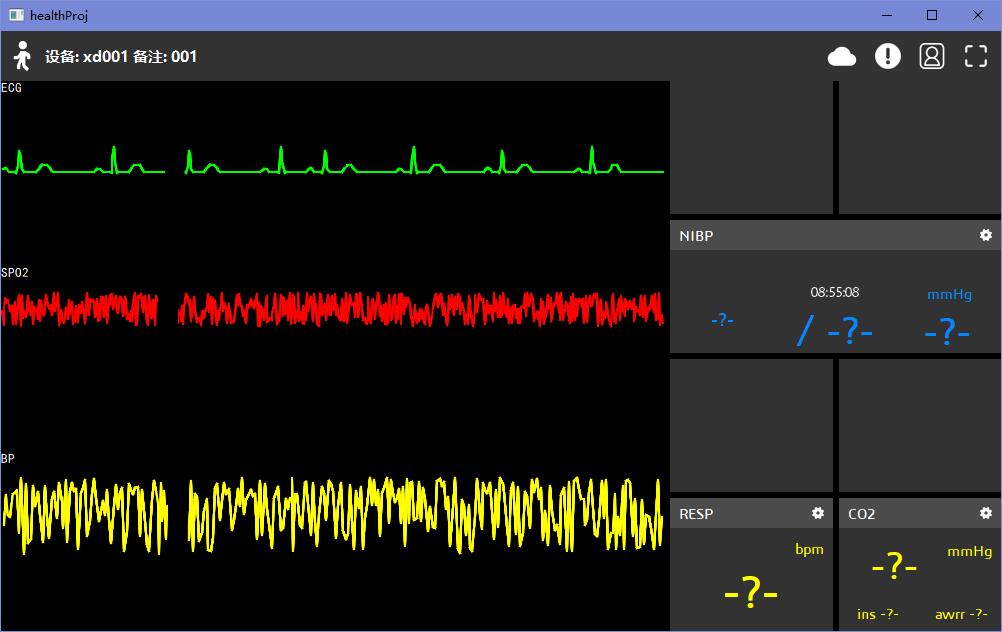 healthProj
设备: xd001 备注: 001
ECG
SPO2
BP
NIBP
08:55:08
mmHg
-?-
/ -?-
-?-
RESP
bpm
-?-
CO2
mmHg
-?-
ins -?-
awrr -?-